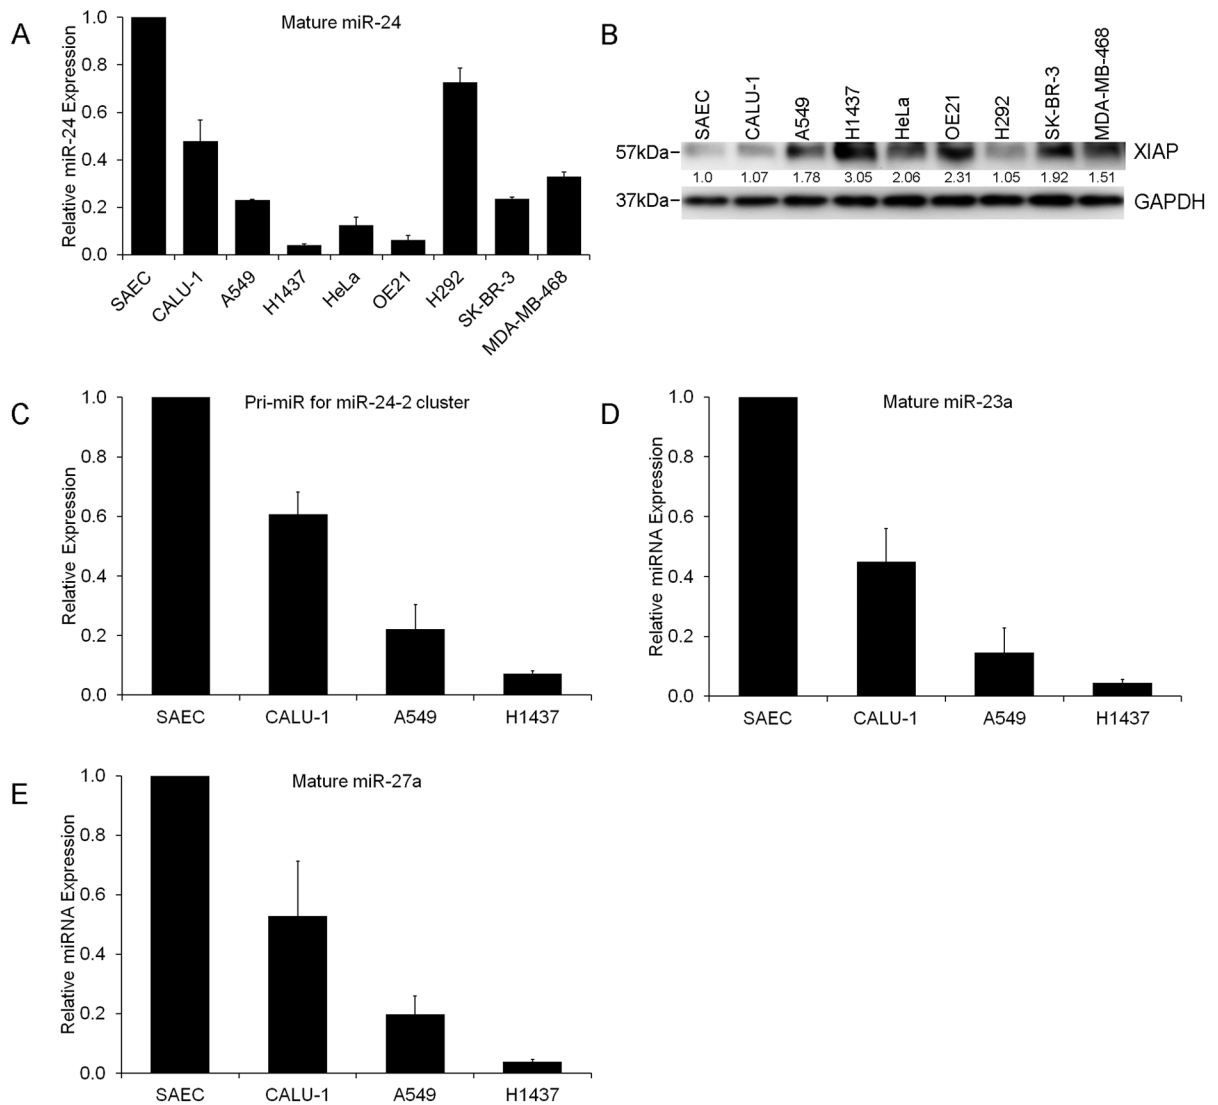 A
Mature miR-24
Relative miR-24 Expression
1.0
0.8
0.6
0.4
0.2
0.0
SAEC
CALU-1
A549
H1437
HeLa
OE21
H292
SK-BR-3
MDA-MB-468
B
SAEC
CALU-1
A549
H1437
HeLa
OE21
H292
SK-BR-3
MDA-MB-468
57kDa
XIAP
1.0 1.07 1.78 3.05 2.06 2.31 1.05 1.92 1.51
37kDa
GAPDH
C
Pri-miR for miR-24-2 cluster
Relative Expression
1.0
0.8
0.6
0.4
0.2
0.0
SAEC CALU-1 A549 H1437
D
Mature miR-23a
Relative miRNA Expression
1.0
0.8
0.6
0.4
0.2
0.0
SAEC CALU-1 A549 H1437
E
Mature miR-27a
Relative miRNA Expression
1.0
0.8
0.6
0.4
0.2
0.0
SAEC CALU-1 A549 H1437